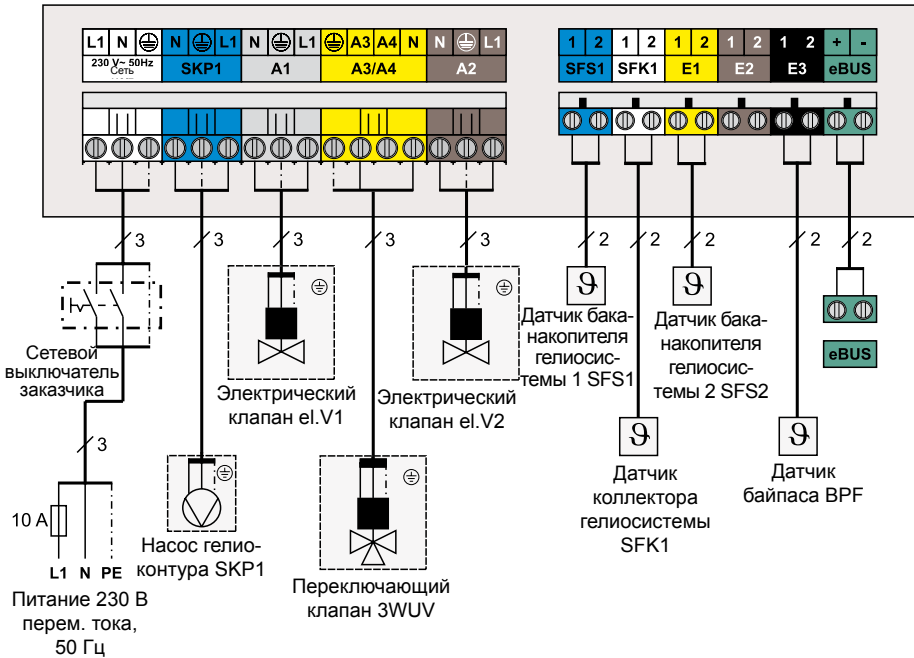 L1 N N L1 N L1 A3 A4 N N L1 1 2 1 2 1 2 1 2 1 2 + -
230 V~ 50Hz
Сеть
SKP1 A1 A3/A4 A2 SFS1 SFK1 E1 E2 E3 eBUS
3 3 3 3 3 2 2 2 2
Сетевой
выключатель
заказчика
Электрический
клапан el.V1
Электрический
клапан el.V2
ϑ
Датчик бака-
накопителя
гелиосис-
темы 1 SFS1
ϑ
Датчик бака-
накопителя
гелиосис-
темы 2 SFS2
eBUS
3
10 A
L1 N PE
Питание 230 В
перем. тока,
50 Гц
Насос гелио-
контура SKP1
Переключающий
клапан 3WUV
ϑ
Датчик
коллектора
гелиосистемы
SFK1
ϑ
Датчик
байпаса BPF